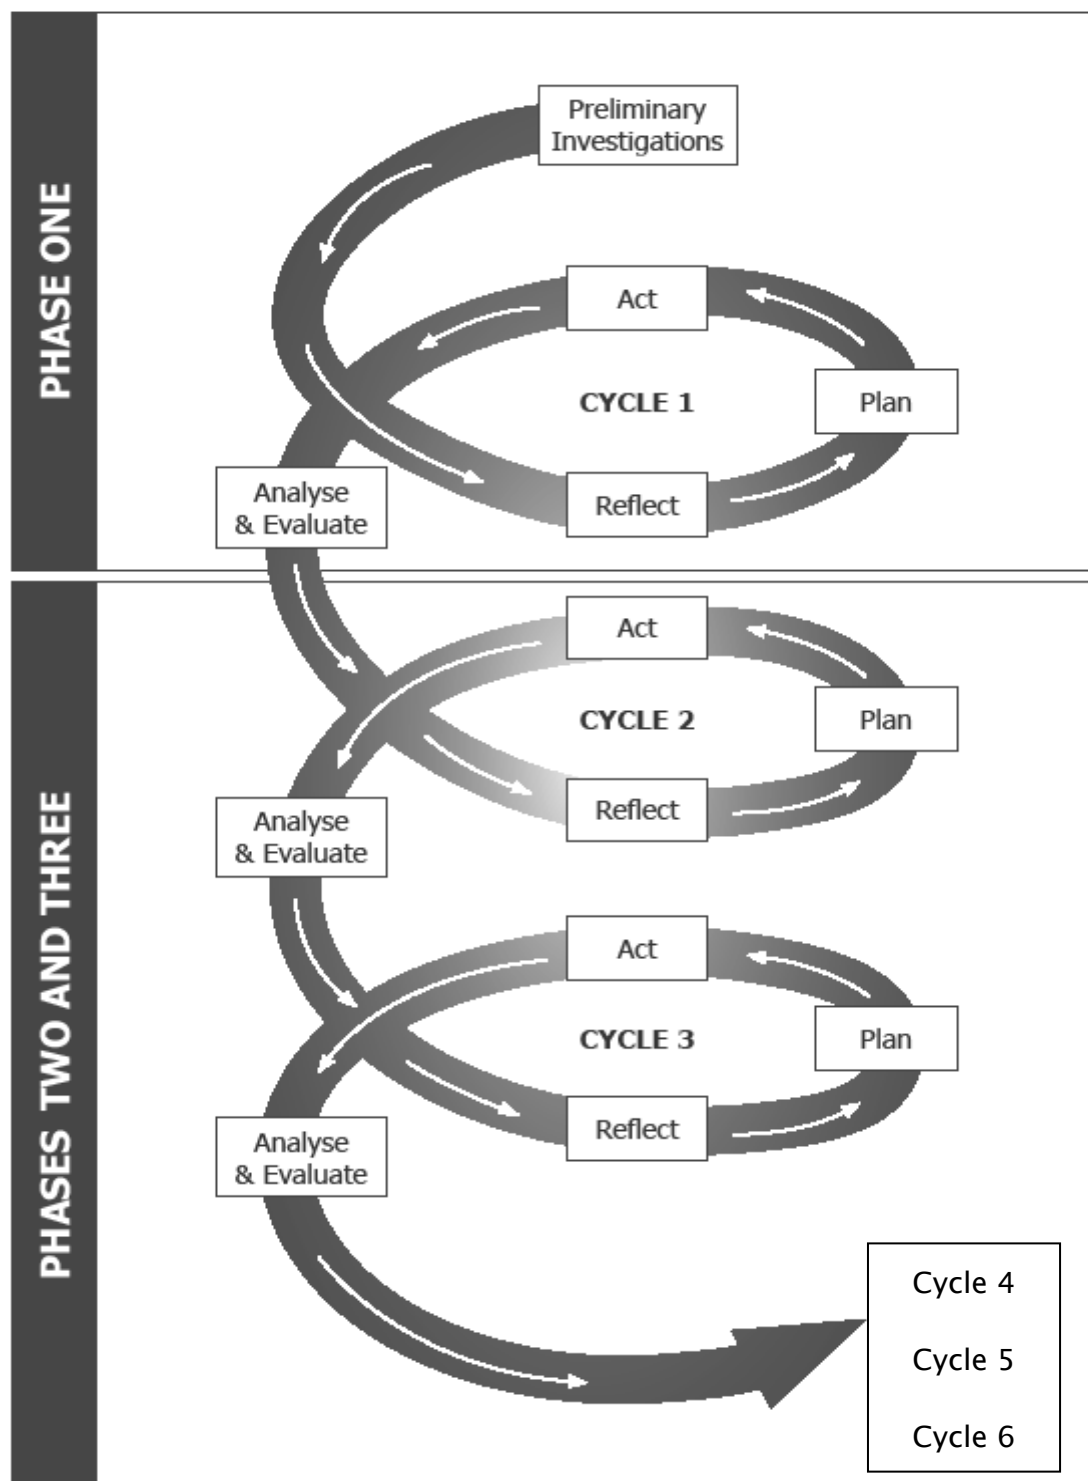 PHASE ONE
Preliminary
Investigations
Act
CYCLE 1
Plan
Analyse
& Evaluate
Reflect
PHASES TWO AND THREE
Act
CYCLE 2
Plan
Reflect
Analyse
& Evaluate
Act
CYCLE 3
Plan
Reflect
Analyse
& Evaluate
Cycle 4
Cycle 5
Cycle 6